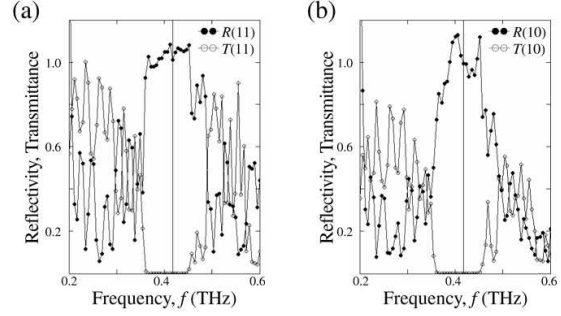 (a)
R(11)
T(11)
1.0
0.6
0.2
Reflectivity, Transmittance
0.2
0.4
0.6
Frequency, f (THz)
(b)
R(10)
T(10)
1.0
0.6
0.2
Reflectivity, Transmittance
0.2
0.4
0.6
Frequency, f (THz)